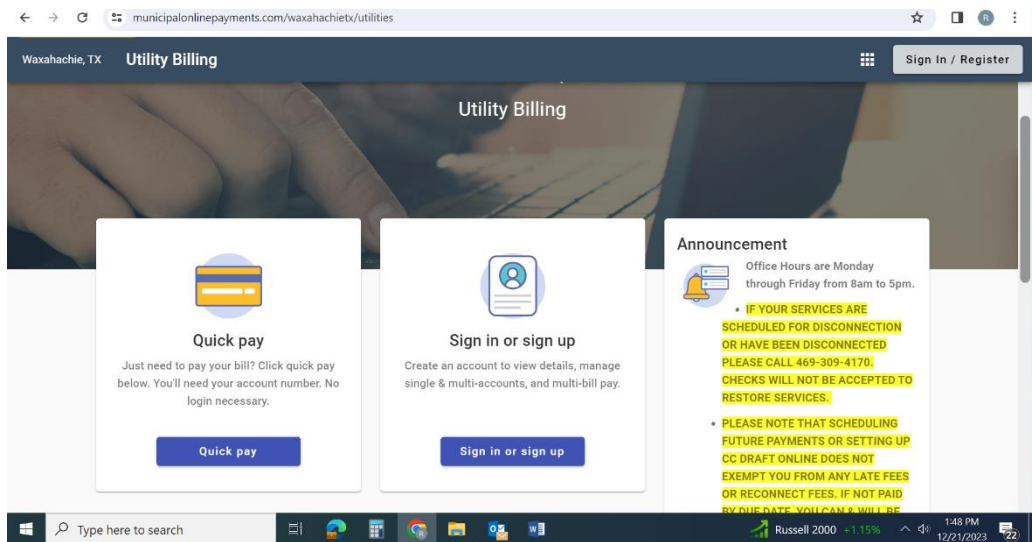 municipalonlinepayments.com/waxahachietx/utilities
R
Waxahachie, TX Utility Billing
Sign In / Register
Utility Billing
Quick pay
Just need to pay your bill? Click quick pay
below. You'll need your account number. No
login necessary.
Quick pay
Sign in or sign up
Create an account to view details, manage
single & multi-accounts, and multi-bill pay.
Sign in or sign up
Announcement
Office Hours are Monday
through Friday from 8am to 5pm.
• IF YOUR SERVICES ARE
SCHEDULED FOR DISCONNECTION
OR HAVE BEEN DISCONNECTED
PLEASE CALL 469-309-4170.
CHECKS WILL NOT BE ACCEPTED TO
RESTORE SERVICES.
• PLEASE NOTE THAT SCHEDULING
FUTURE PAYMENTS OR SETTING UP
CC DRAFT ONLINE DOES NOT
EXEMPT YOU FROM ANY LATE FEES
OR RECONNECT FEES. IF NOT PAID
BY DUE DATE, YOU CAN & WILL BE
Type here to search
Russell 2000 +1.15%
1:48 PM
12/21/2023
22